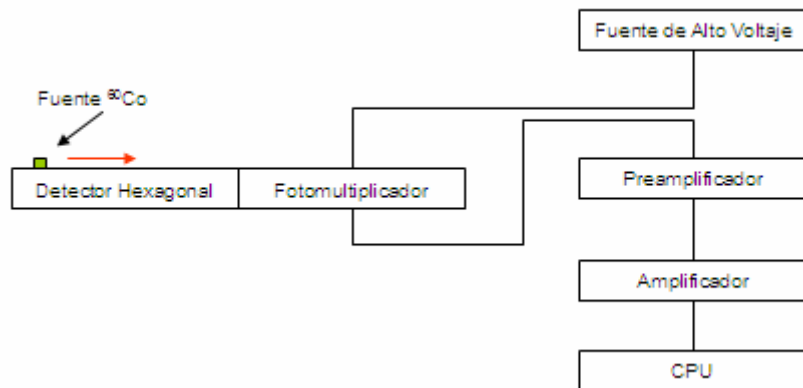 Fuente de Alto Voltaje
Fuente ⁶⁰Co
Detector Hexagonal
Fotomultiplicador
Preamplificador
Amplificador
CPU